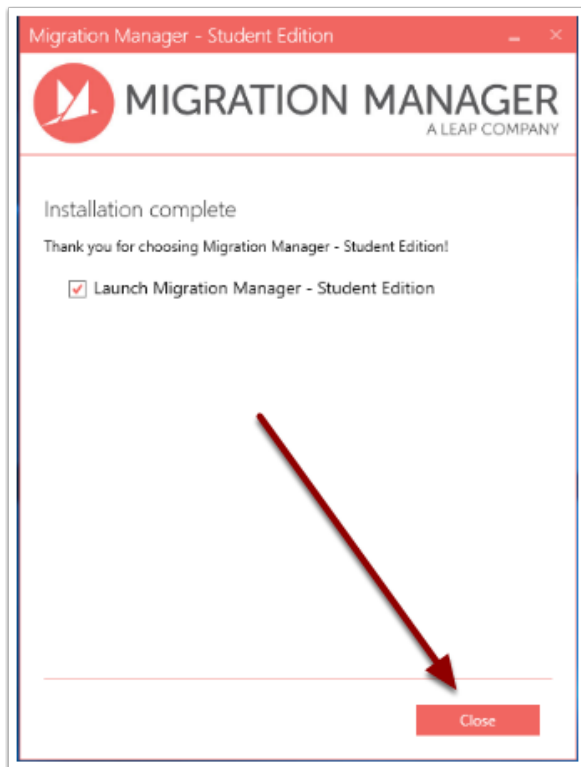 Migration Manager - Student Edition
MIGRATION MANAGER
A LEAP COMPANY
Installation complete
Thank you for choosing Migration Manager - Student Edition!
Launch Migration Manager - Student Edition
Close